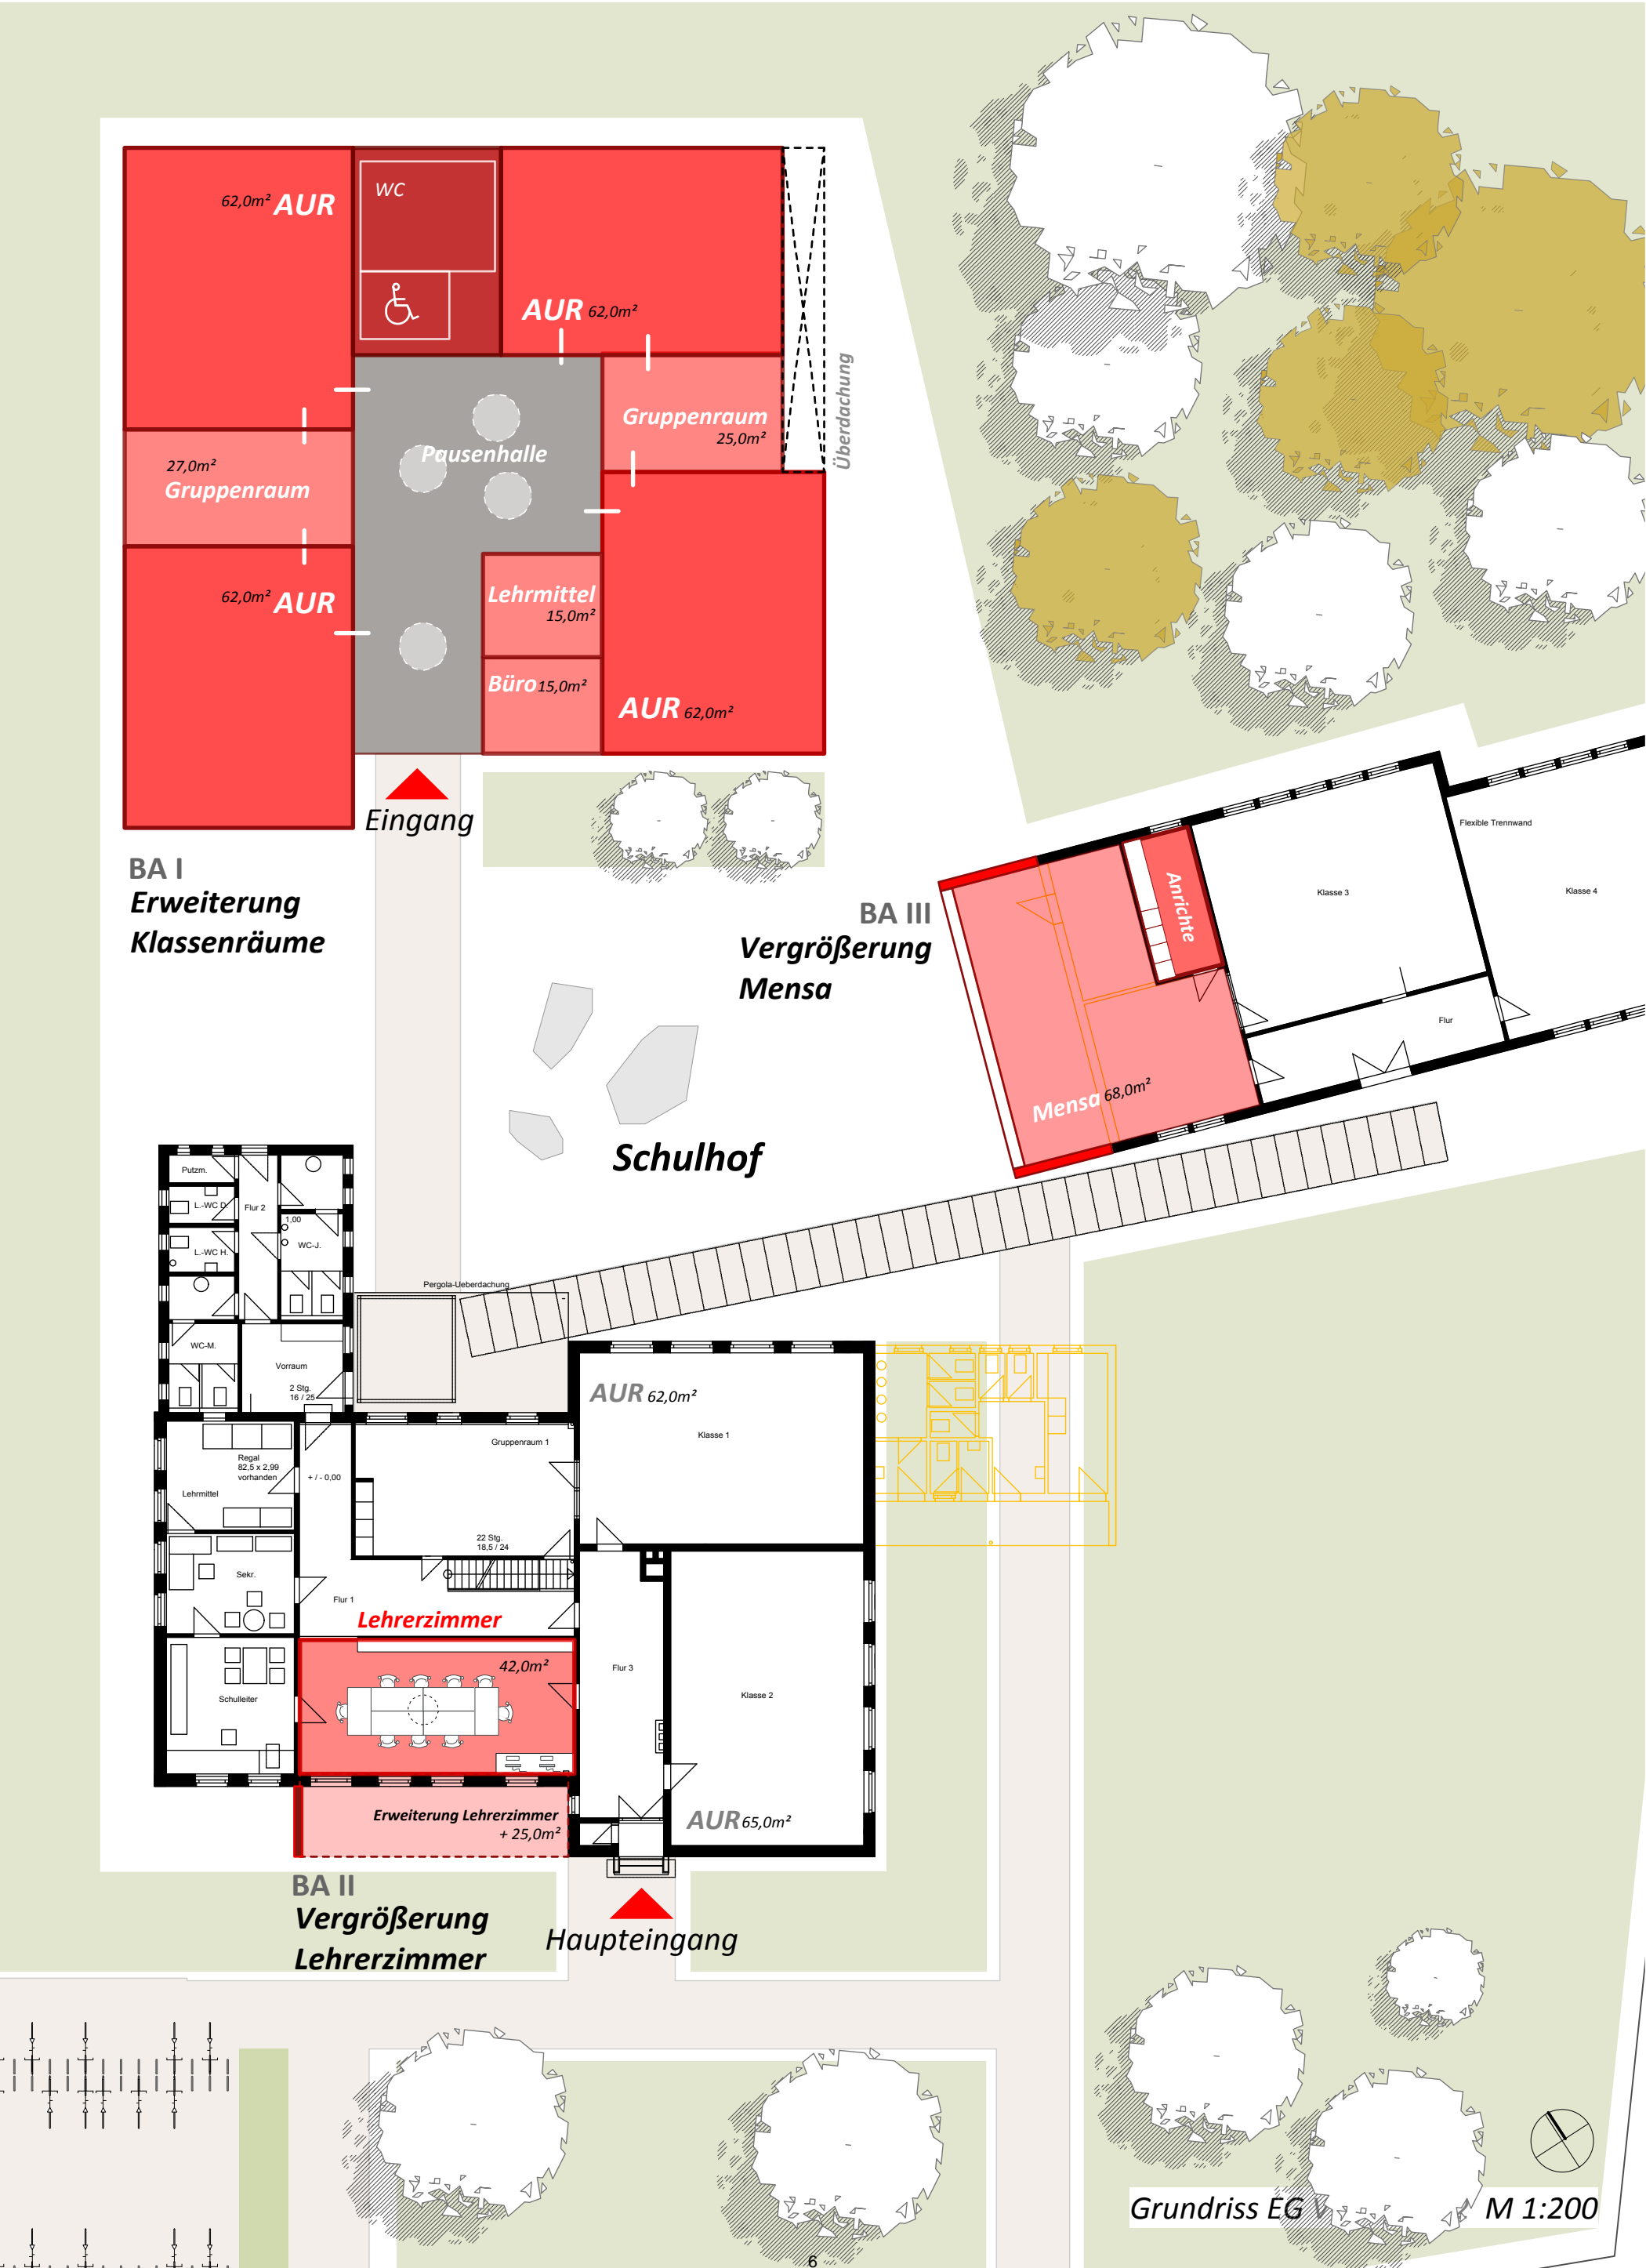 62,0m² AUR
WC
AUR 62,0m²
Überdachung
Gruppenraum
25,0m²
Pausenhalle
27,0m²
Gruppenraum
62,0m² AUR
Lehrmittel
15,0m²
Büro 15,0m²
AUR 62,0m²
Eingang
BA I
Erweiterung
Klassenräume
BA III
Vergrößerung
Mensa
Anrichte
Flexible Trennwand
Klasse 3
Klasse 4
Flur
Mensa 68,0m²
Schulhof
Putzm.
L.-WC D.
Flur 2
1,00
WC-J.
L.-WC H.
Pergola-Ueberdachung
WC-M.
Vorraum
2 Stg.
16 / 25
AUR 62,0m²
Klasse 1
Gruppenraum 1
Regal
82,5 x 2,99
vorhanden
+ / - 0,00
Lehrmittel
22 Stg.
18,5 / 24
Sekr.
Flur 1
Lehrerzimmer
42,0m²
Flur 3
Schulleiter
Klasse 2
Erweiterung Lehrerzimmer
+ 25,0m²
AUR 65,0m²
BA II
Vergrößerung
Lehrerzimmer
Haupteingang
Grundriss EG
M 1:200
6